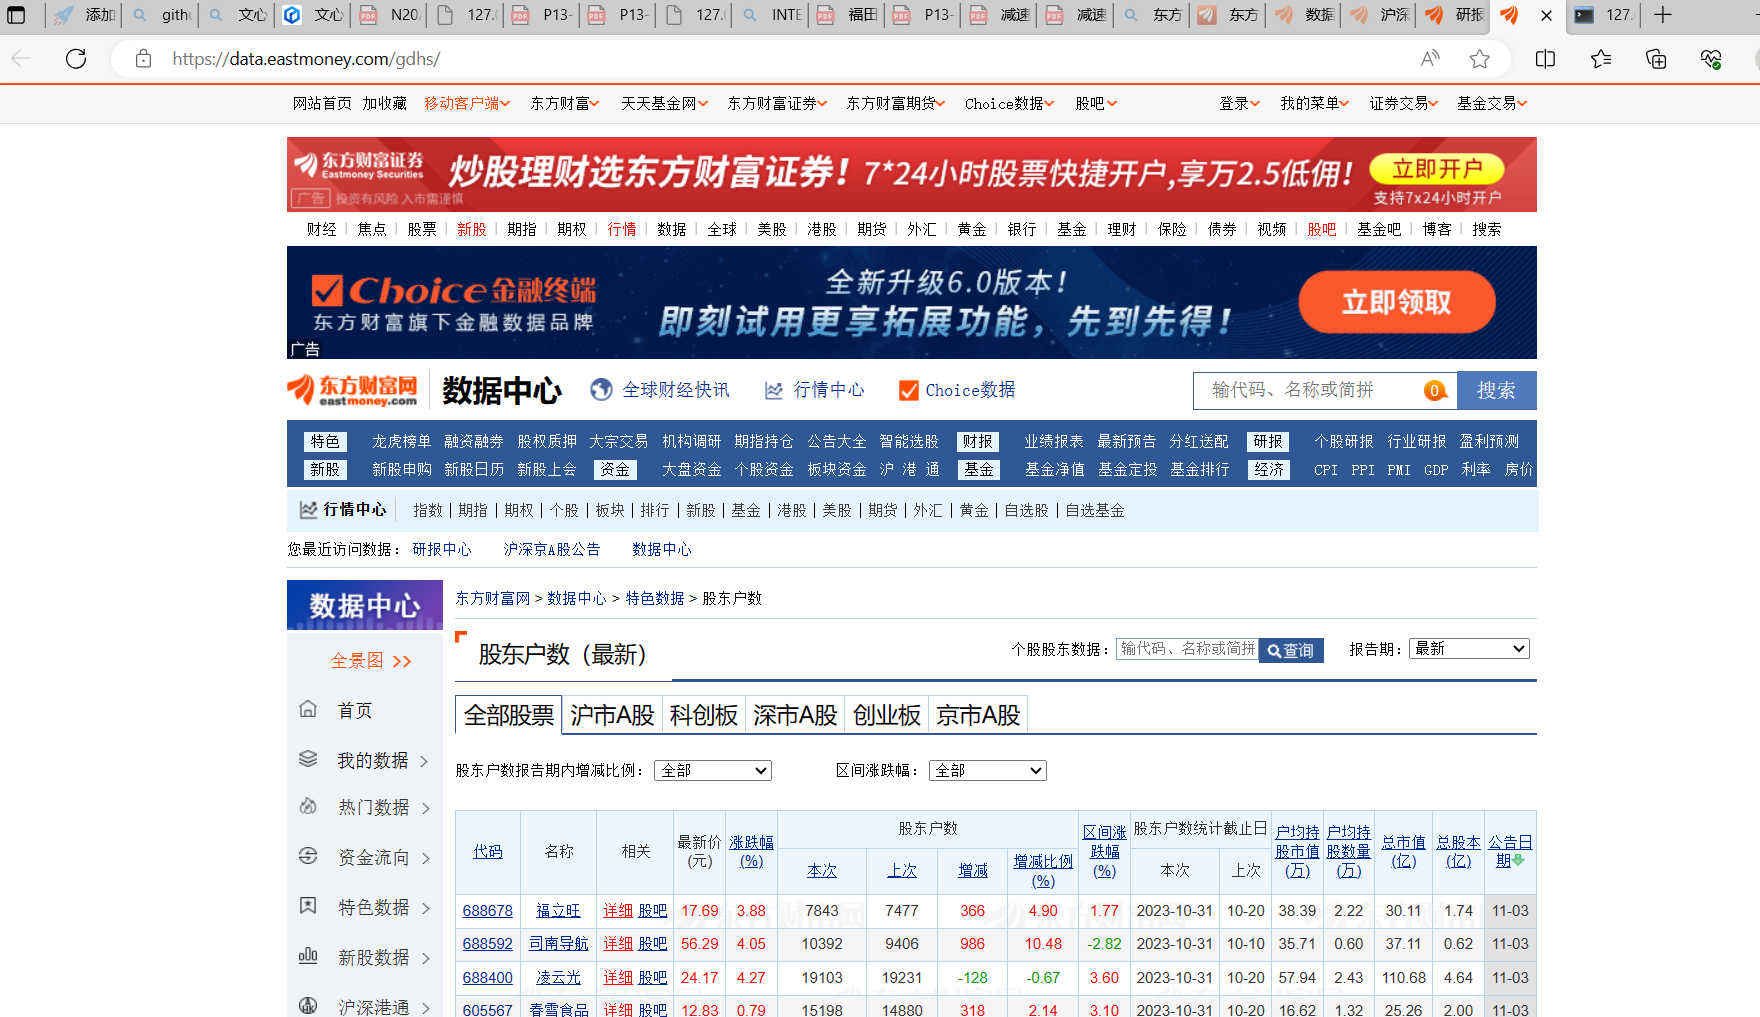 添加 githu 文心 文心 N20. 127.( P13- P13- 127.( INTE 福田 P13- 减速 减速 东方 东方 数据 沪深 研报 127.
https://data.eastmoney.com/gdhs/
网站首页 加收藏 移动客户端 东方财富 天天基金网 东方财富证券 东方财富期货 Choice数据 股吧 登录 我的菜单 证券交易 基金交易
东方财富证券 Eastmoney Securities 炒股理财选东方财富证券! 7*24小时股票快捷开户,享万2.5低佣! 立即开户
广告 投资有风险 入市需谨慎 支持7x24小时开户
财经 焦点 股票 新股 期指 期权 行情 数据 全球 美股 港股 期货 外汇 黄金 银行 基金 理财 保险 债券 视频 股吧 基金吧 博客 搜索
全新升级6.0版本!
Choice金融终端 立即领取
东方财富旗下金融数据品牌 即刻试用更享拓展功能，先到先得!
广告
东方财富网 eastmoney.com 数据中心 全球财经快讯 行情中心 Choice数据 输代码、名称或简拼 0 搜索
特色 龙虎榜单 融资融券 股权质押 大宗交易 机构调研 期指持仓 公告大全 智能选股 财报 业绩报表 最新预告 分红送配 研报 个股研报 行业研报 盈利预测
新股 新股申购 新股日历 新股上会 资金 大盘资金 个股资金 板块资金 沪 港 通 基金 基金净值 基金定投 基金排行 经济 CPI PPI PMI GDP 利率 房价
行情中心 指数 | 期指 | 期权 | 个股 | 板块 | 排行 | 新股 | 基金 | 港股 | 美股 | 期货 | 外汇 | 黄金 | 自选股 | 自选基金
您最近访问数据： 研报中心 沪深京A股公告 数据中心
数据中心
全景图 >>
首页
我的数据
热门数据
资金流向
特色数据
新股数据
沪深港通
东方财富网 > 数据中心 > 特色数据 > 股东户数
股东户数（最新） 个股股东数据： 输代码、名称或简拼 查询 报告期： 最新
全部股票 沪市A股 科创板 深市A股 创业板 京市A股
股东户数报告期内增减比例： 全部 区间涨跌幅： 全部
代码 名称 相关 最新价(元) 涨跌幅(%) 股东户数 区间涨跌幅(%) 股东户数统计截止日 户均持股市值(万) 户均持股数量(万) 总市值(亿) 总股本(亿) 公告日期
本次 上次 增减 增减比例(%) 本次 上次
688678 福立旺 详细 股吧 17.69 3.88 7843 7477 366 4.90 1.77 2023-10-31 10-20 38.39 2.22 30.11 1.74 11-03
688592 司南导航 详细 股吧 56.29 4.05 10392 9406 986 10.48 -2.82 2023-10-31 10-10 35.71 0.60 37.11 0.62 11-03
688400 凌云光 详细 股吧 24.17 4.27 19103 19231 -128 -0.67 3.60 2023-10-31 10-20 57.94 2.43 110.68 4.64 11-03
605567 春雪食品 详细 股吧 12.83 0.79 15198 14880 318 2.14 3.10 2023-10-31 10-20 16.62 1.32 25.26 2.00 11-03